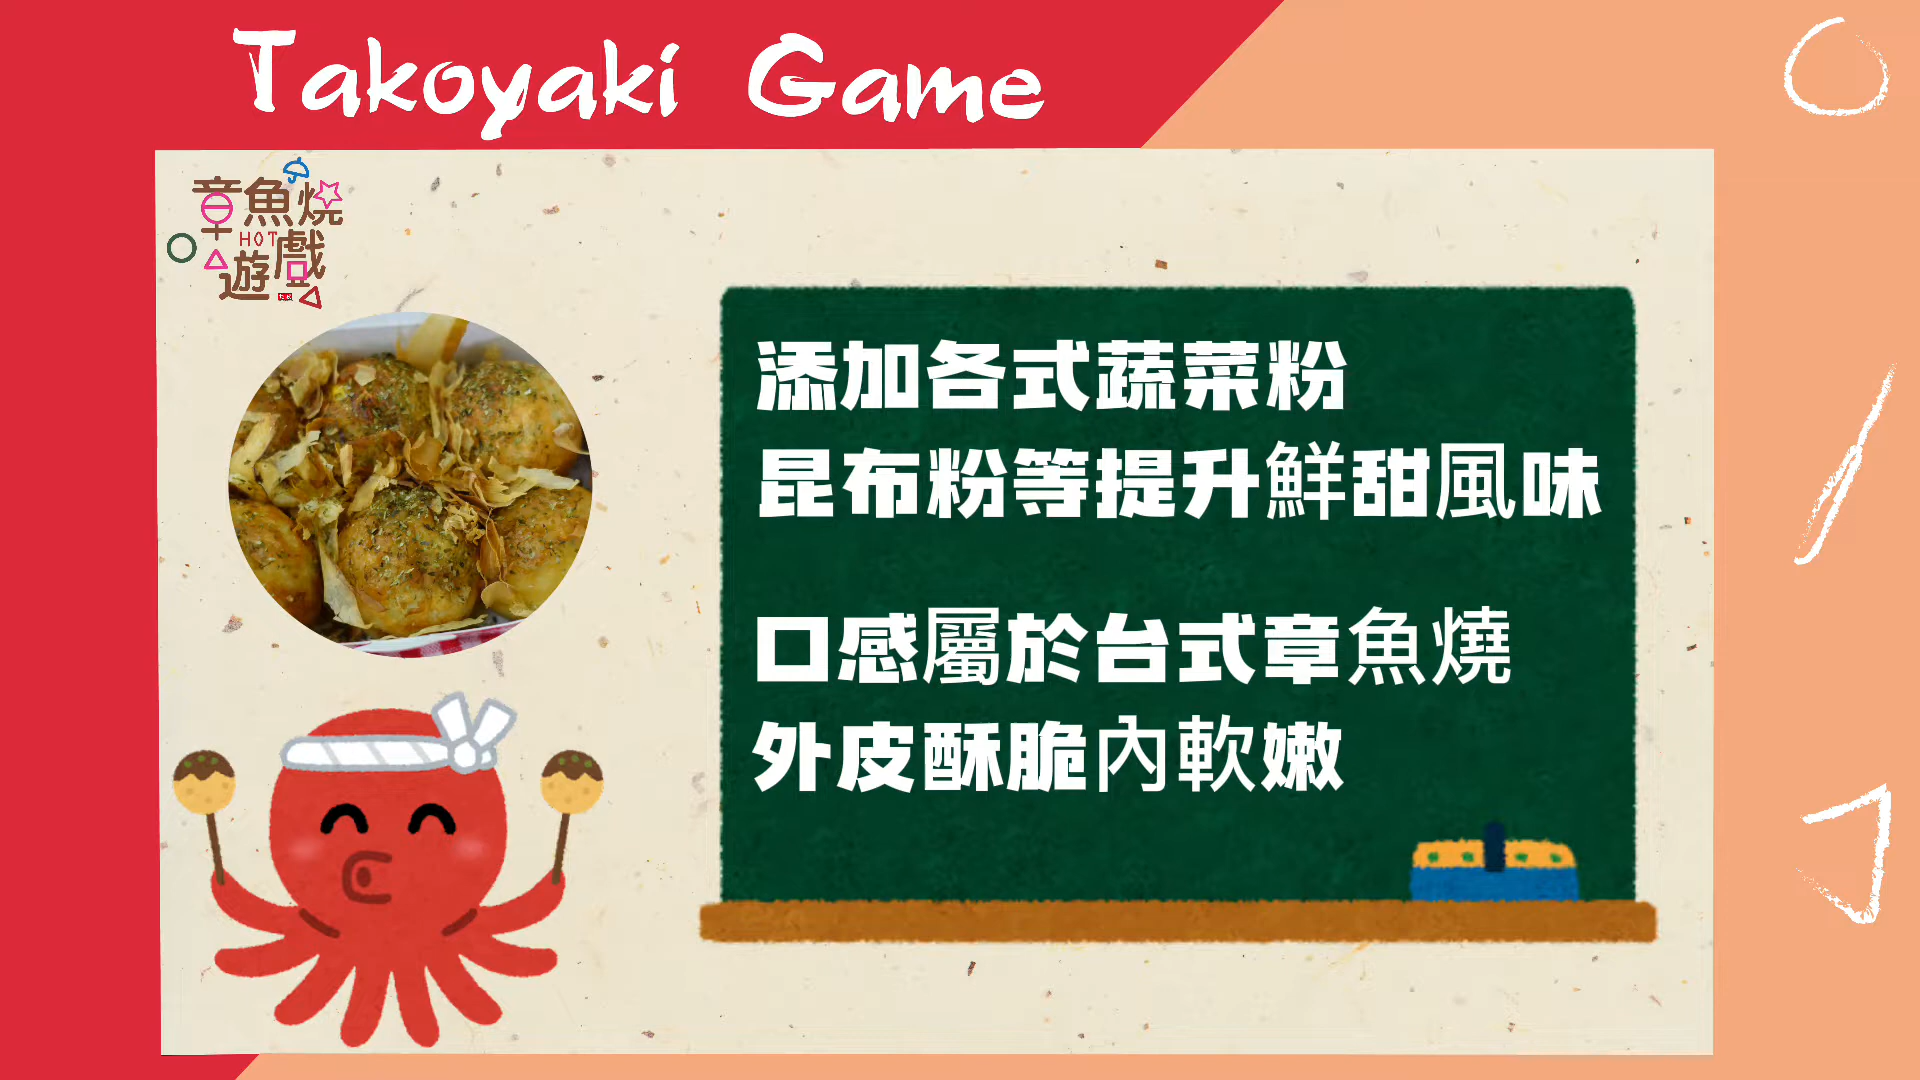 Takoyaki Game
章魚燒
HOT
遊戲
添加各式蔬菜粉
昆布粉等提升鮮甜風味
口感屬於台式章魚燒
外皮酥脆內軟嫩